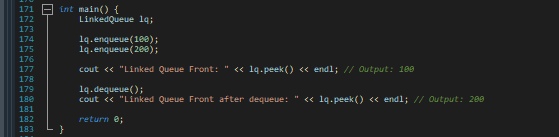 171 int main() {
172 LinkedQueue lq;
173
174 lq.enqueue(100);
175 lq.enqueue(200);
176
177 cout << "Linked Queue Front: " << lq.peek() << endl; // Output: 100
178
179 lq.dequeue();
180 cout << "Linked Queue Front after dequeue: " << lq.peek() << endl; // Output: 200
181
182 return 0;
183 }